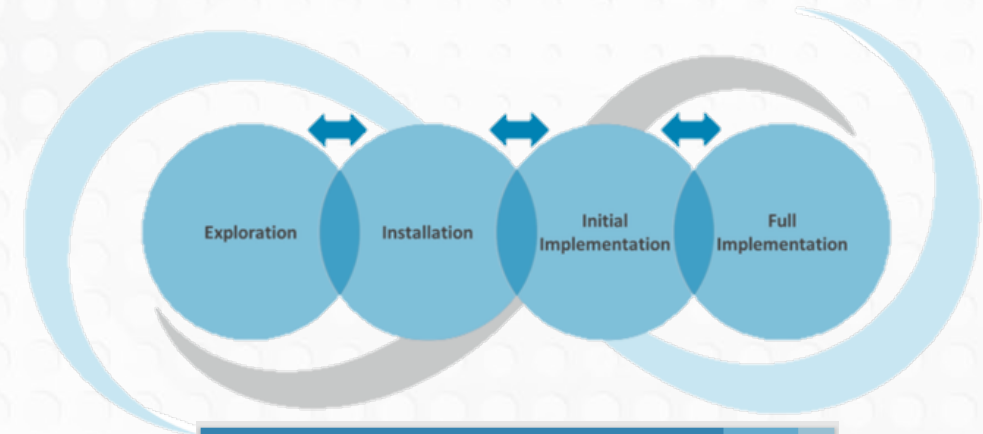 Exploration
Installation
Initial
Implementation
Full
Implementation